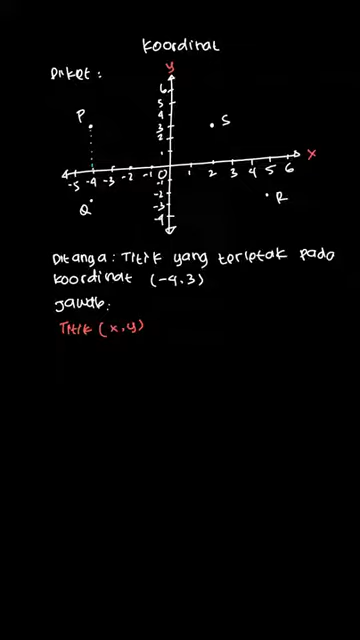 Koordinat
Diket :
y
6
5
4
3
2
1
P
S
x
-5 -4 -3 -2 -1 0 1 2 3 4 5 6
-1
-2
-3
-4
Q
R
Ditanya : Titik yang terletak pada
koordinat (-4,3)
Jawab :
Titik (x,y)